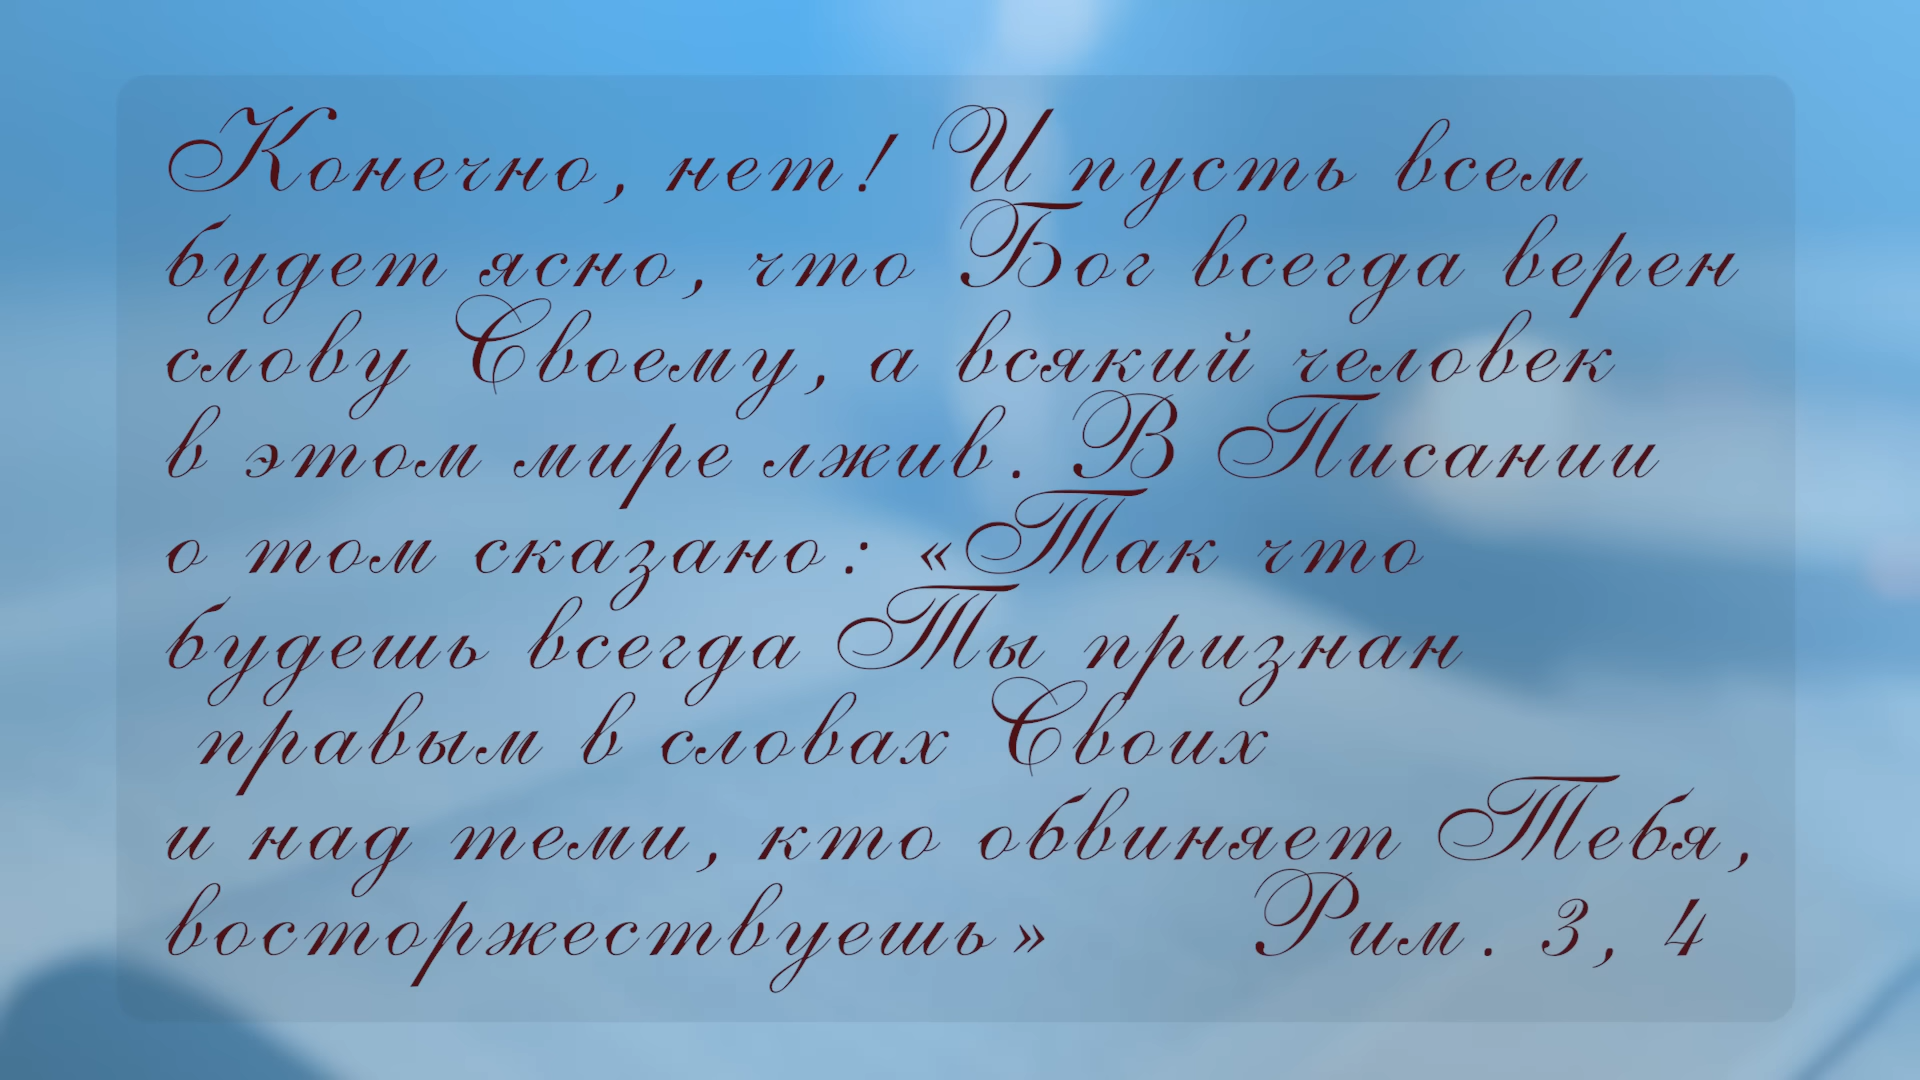 Конечно, нет! И пусть всем
будет ясно, что Бог всегда верен
слову Своему, а всякий человек
в этом мире лжив. В Писании
о том сказано: «Так что
будешь всегда Ты признан
правым в словах Своих
и над теми, кто обвиняет Тебя,
восторжествуешь» Рим. 3, 4